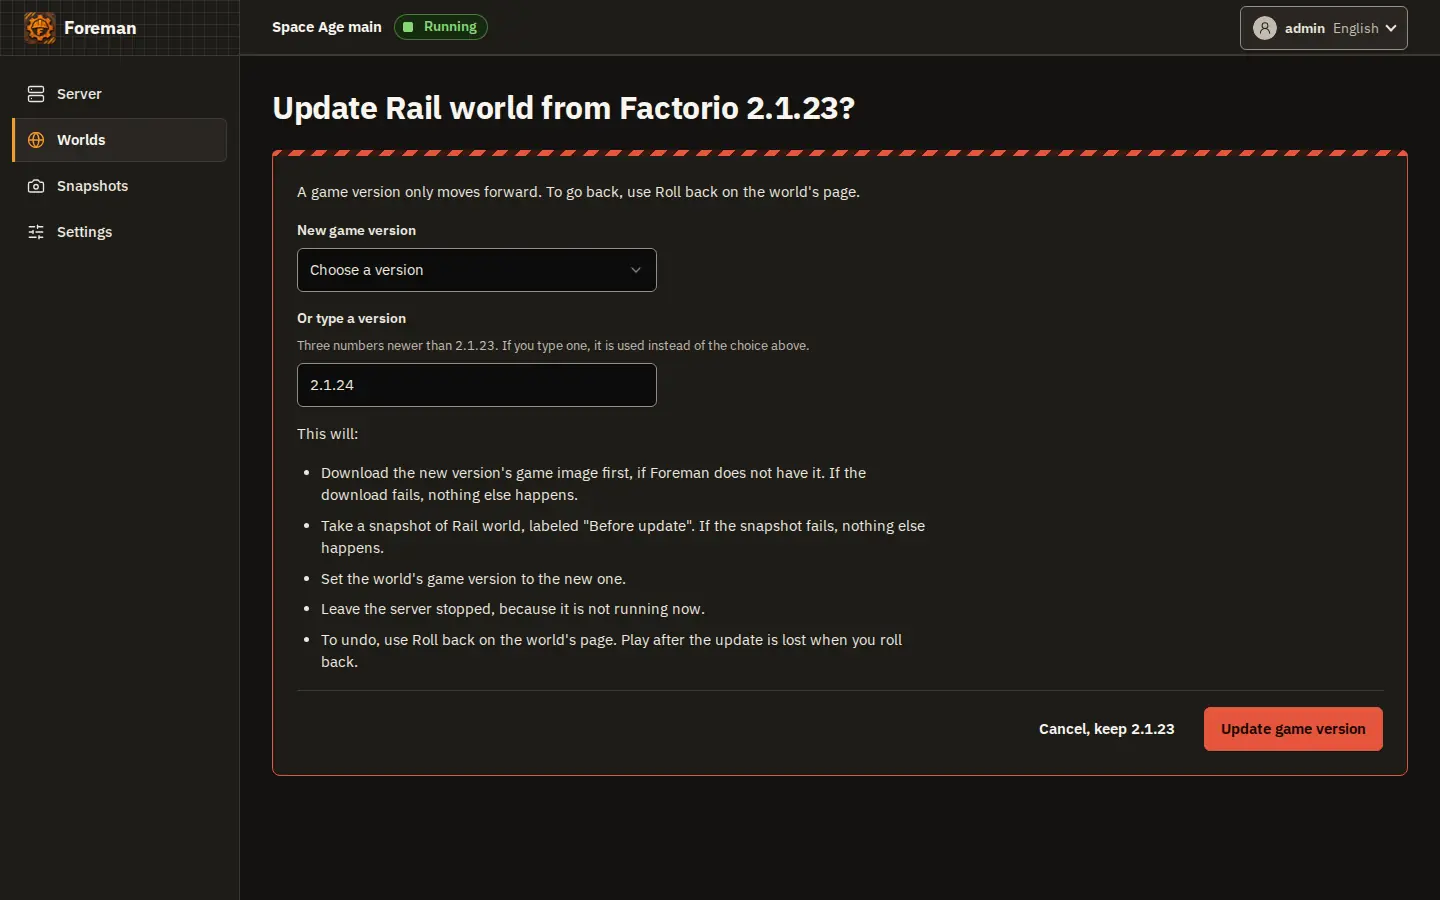 Foreman
Space Age main
Running
admin English
Server
Worlds
Snapshots
Settings
Update Rail world from Factorio 2.1.23?
A game version only moves forward. To go back, use Roll back on the world's page.
New game version
Choose a version
Or type a version
Three numbers newer than 2.1.23. If you type one, it is used instead of the choice above.
2.1.24
This will:
Download the new version's game image first, if Foreman does not have it. If the
download fails, nothing else happens.
Take a snapshot of Rail world, labeled "Before update". If the snapshot fails, nothing else
happens.
Set the world's game version to the new one.
Leave the server stopped, because it is not running now.
To undo, use Roll back on the world's page. Play after the update is lost when you roll
back.
Cancel, keep 2.1.23
Update game version